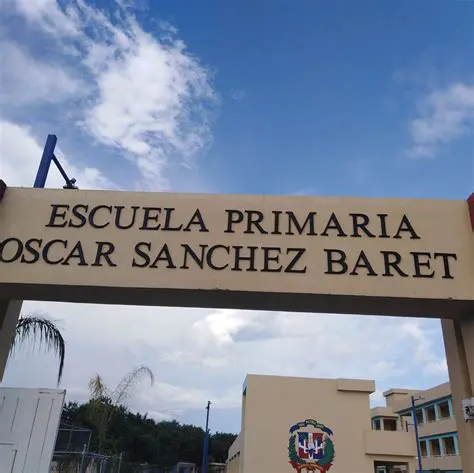 ESCUELA PRIMARIA
OSCAR SANCHEZ BARET